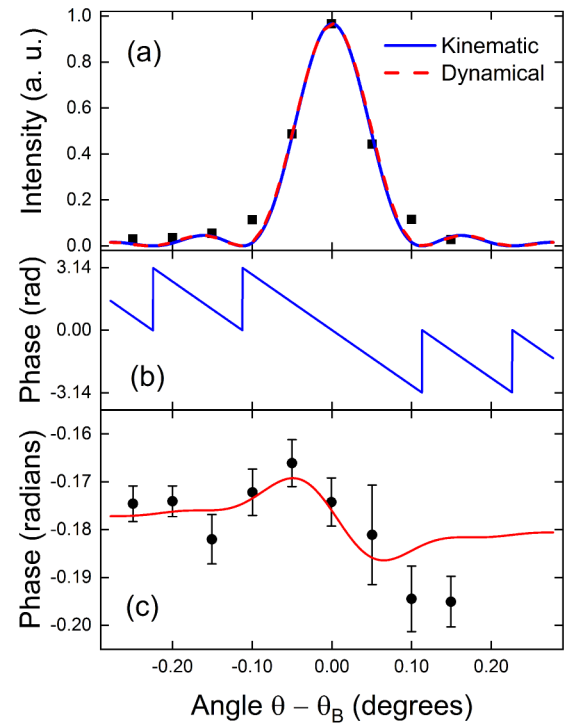 (a)
Kinematic
Dynamical
Intensity (a. u.)
1.0
0.8
0.6
0.4
0.2
0.0
(b)
Phase (rad)
3.14
0.00
-3.14
(c)
Phase (radians)
-0.16
-0.17
-0.18
-0.19
-0.20
-0.20
-0.10
0.00
0.10
0.20
Angle θ − θB (degrees)